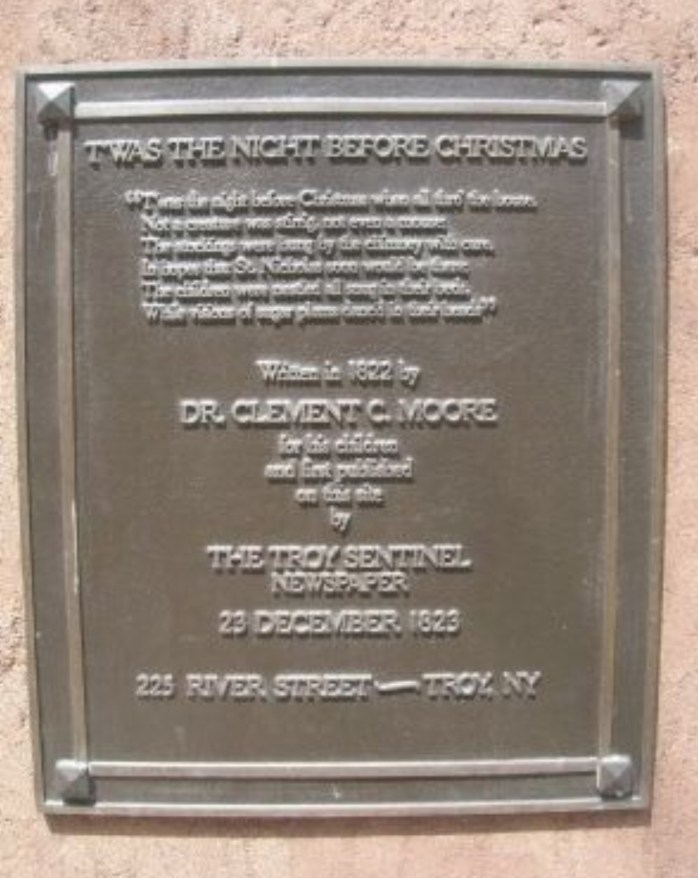 T'WAS THE NIGHT BEFORE CHRISTMAS
"'Twas the night before Christmas when all thro' the house,
Not a creature was stirring, not even a mouse;
The stockings were hung by the chimney with care,
In hopes that St. Nicholas soon would be there;
The children were nestled all snug in their beds,
While visions of sugar plums danced in their heads"
Written in 1822 by
DR. CLEMENT C. MOORE
for his children
and first published
on this site
by
THE TROY SENTINEL
NEWSPAPER
23 DECEMBER 1823
225 RIVER STREET — TROY, NY